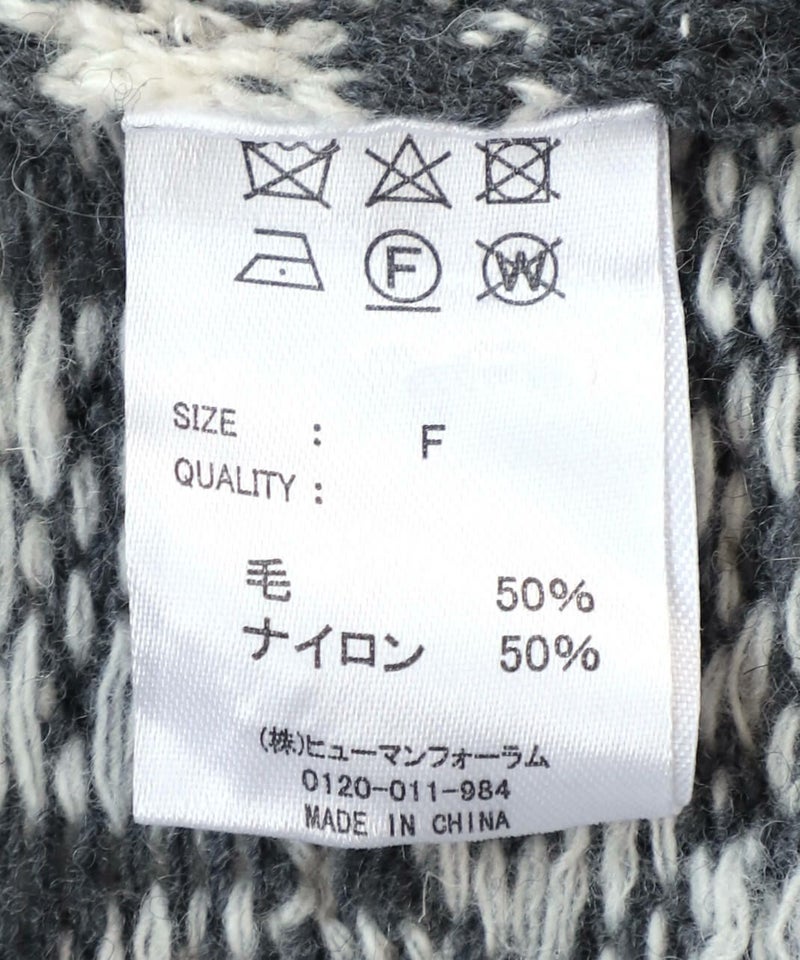 F W
SIZE : F
QUALITY :
毛 50%
ナイロン 50%
(株)ヒューマンフォーラム
0120-011-984
MADE IN CHINA